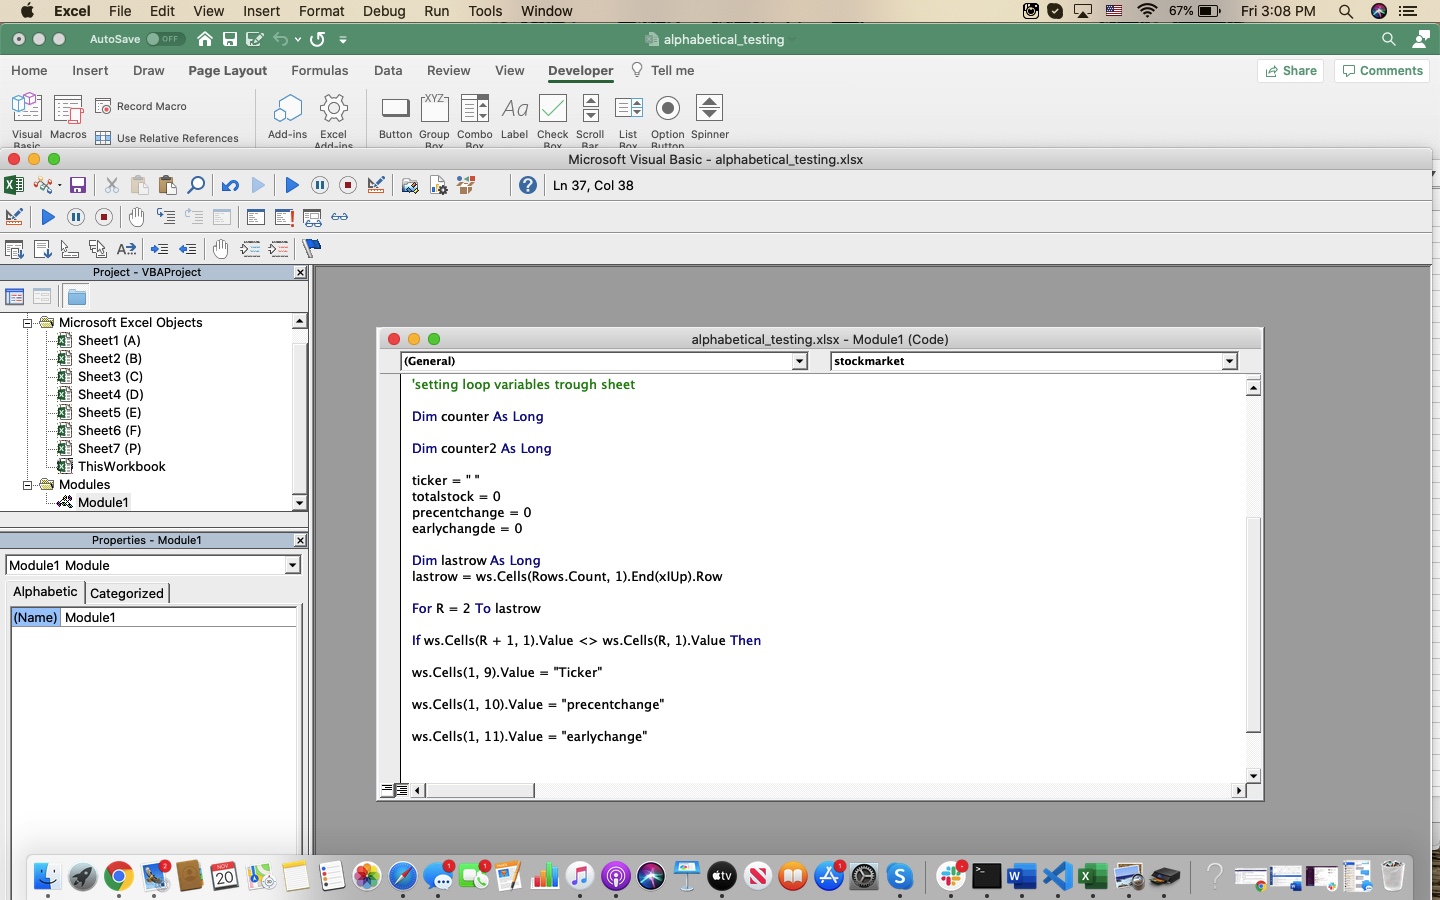 Excel File Edit View Insert Format Debug Run Tools Window 67% Fri 3:08 PM
AutoSave OFF alphabetical_testing
Home Insert Draw Page Layout Formulas Data Review View Developer Tell me Share Comments
Record Macro
Use Relative References
Visual Basic Macros Add-ins Excel Add-ins Button Group Box Combo Box Label Check Box Scroll Bar List Box Option Button Spinner
XYZ
Aa
Microsoft Visual Basic - alphabetical_testing.xlsx
Ln 37, Col 38
Project - VBAProject
Microsoft Excel Objects
Sheet1 (A)
Sheet2 (B)
Sheet3 (C)
Sheet4 (D)
Sheet5 (E)
Sheet6 (F)
Sheet7 (P)
ThisWorkbook
Modules
Module1
Properties - Module1
Module1 Module
Alphabetic Categorized
(Name) Module1
alphabetical_testing.xlsx - Module1 (Code)
(General) stockmarket
'setting loop variables trough sheet
Dim counter As Long
Dim counter2 As Long
ticker = " "
totalstock = 0
precentchange = 0
earlychangde = 0
Dim lastrow As Long
lastrow = ws.Cells(Rows.Count, 1).End(xlUp).Row
For R = 2 To lastrow
If ws.Cells(R + 1, 1).Value <> ws.Cells(R, 1).Value Then
ws.Cells(1, 9).Value = "Ticker"
ws.Cells(1, 10).Value = "precentchange"
ws.Cells(1, 11).Value = "earlychange"
NOV
20
tv